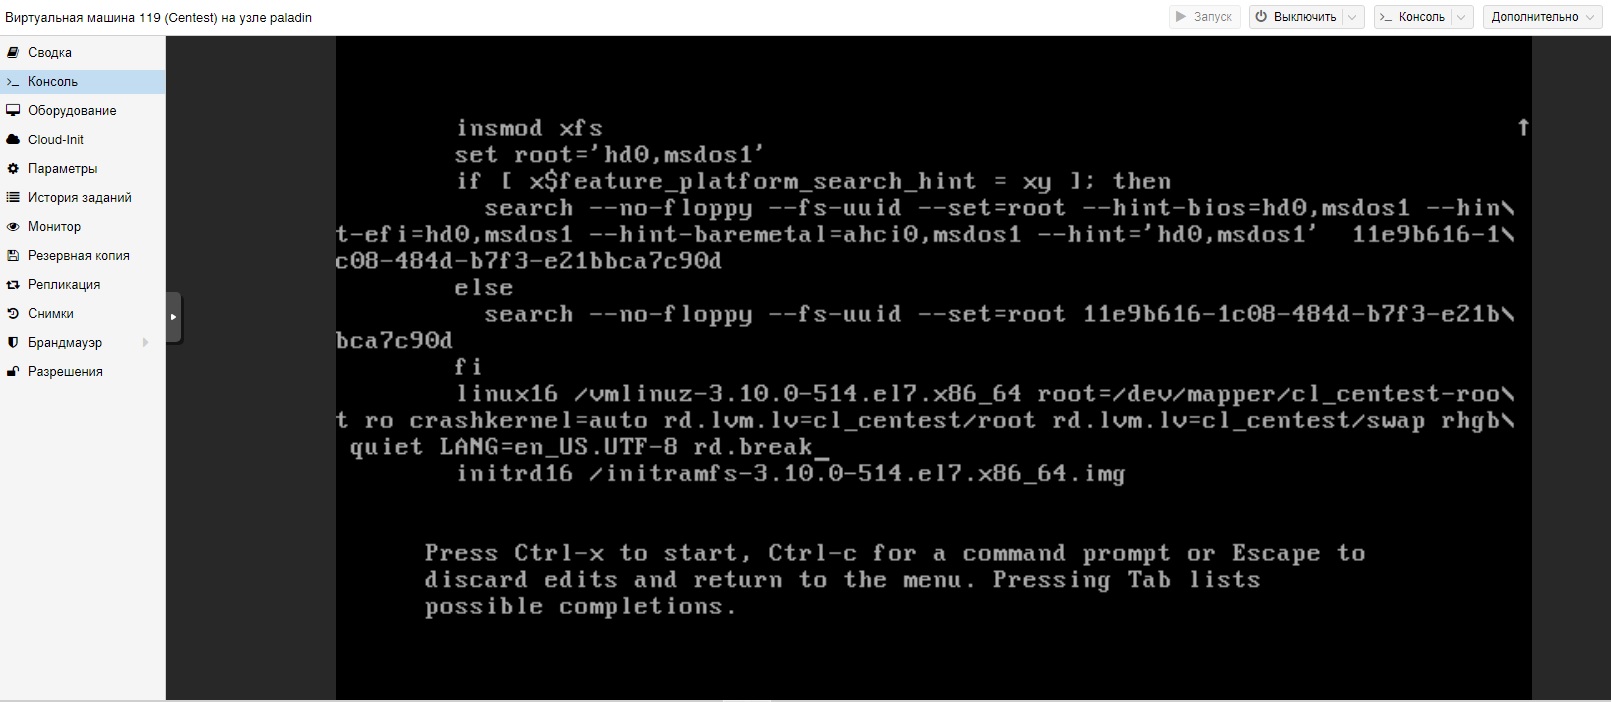 Виртуальная машина 119 (Centest) на узле paladin
Запуск
Выключить
Консоль
Дополнительно
Сводка
Консоль
Оборудование
Cloud-Init
Параметры
История заданий
Монитор
Резервная копия
Репликация
Снимки
Брандмауэр
Разрешения
insmod xfs
set root='hd0,msdos1'
if [ x$feature_platform_search_hint = xy ]; then
search --no-floppy --fs-uuid --set=root --hint-bios=hd0,msdos1 --hin\
t-efi=hd0,msdos1 --hint-baremetal=ahci0,msdos1 --hint='hd0,msdos1'  11e9b616-1\
c08-484d-b7f3-e21bbca7c90d
else
search --no-floppy --fs-uuid --set=root 11e9b616-1c08-484d-b7f3-e21b\
bca7c90d
fi
linux16 /vmlinuz-3.10.0-514.el7.x86_64 root=/dev/mapper/cl_centest-roo\
t ro crashkernel=auto rd.lvm.lv=cl_centest/root rd.lvm.lv=cl_centest/swap rhgb\
quiet LANG=en_US.UTF-8 rd.break_
initrd16 /initramfs-3.10.0-514.el7.x86_64.img
Press Ctrl-x to start, Ctrl-c for a command prompt or Escape to
discard edits and return to the menu. Pressing Tab lists
possible completions.